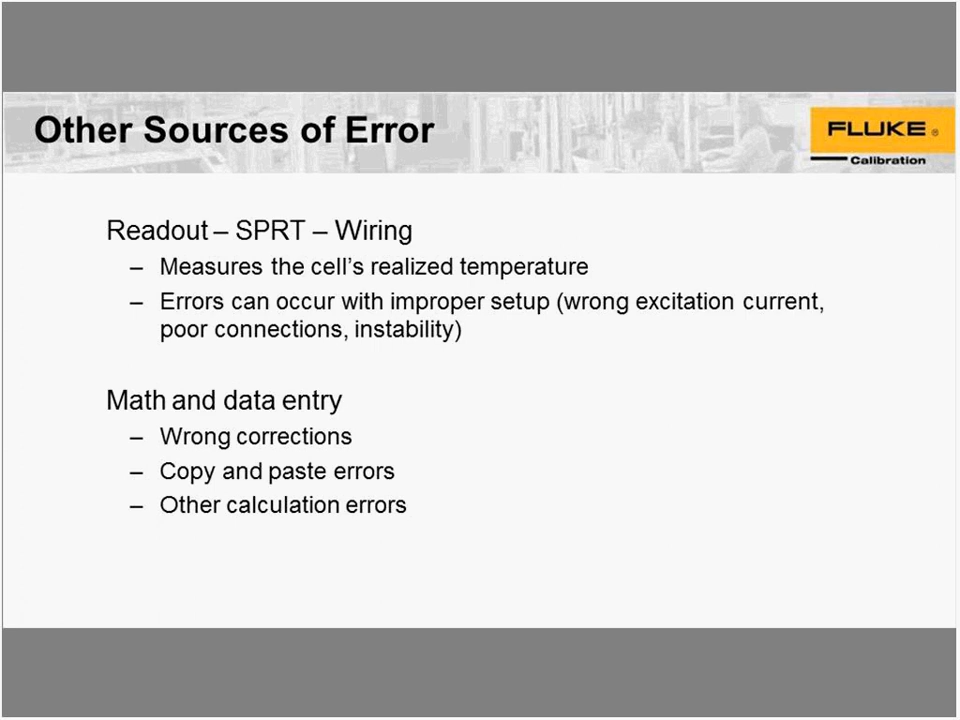 Other Sources of Error
FLUKE ®
Calibration
Readout – SPRT – Wiring
– Measures the cell's realized temperature
– Errors can occur with improper setup (wrong excitation current,
poor connections, instability)
Math and data entry
– Wrong corrections
– Copy and paste errors
– Other calculation errors